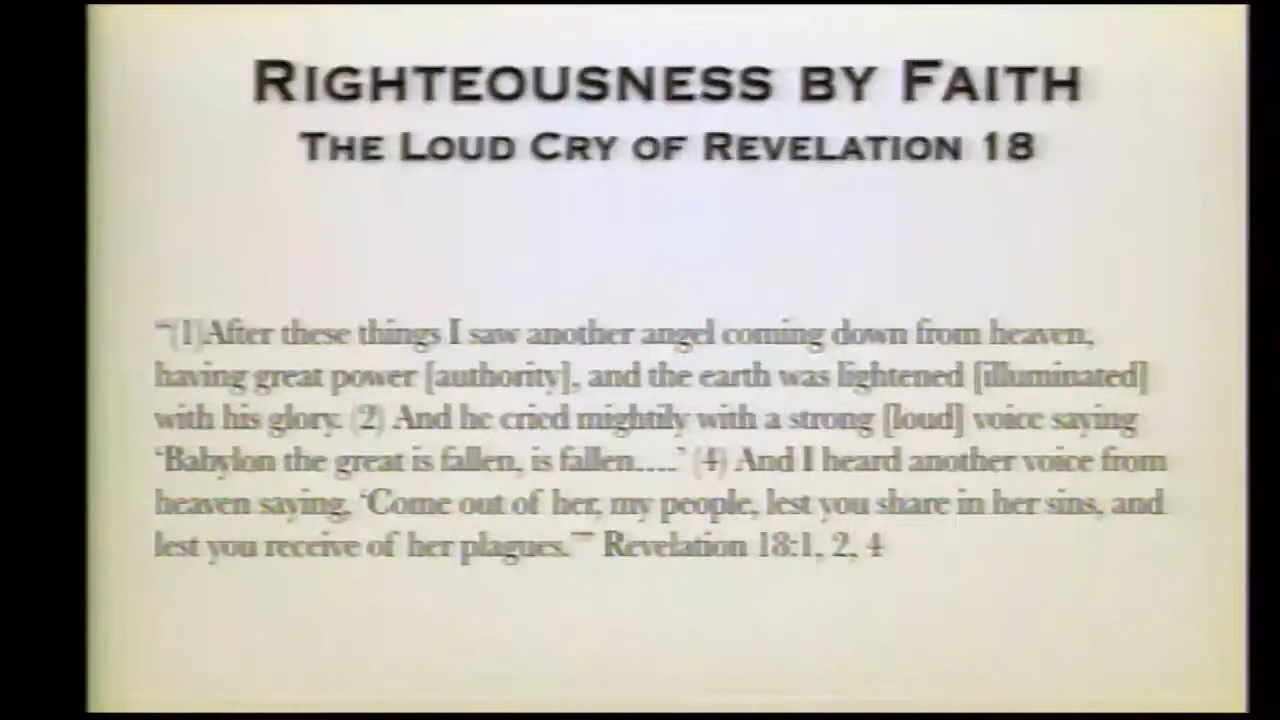 RIGHTEOUSNESS BY FAITH
THE LOUD CRY OF REVELATION 18
"(1)After these things I saw another angel coming down from heaven,
having great power [authority], and the earth was lightened [illuminated]
with his glory. (2) And he cried mightily with a strong [loud] voice saying
'Babylon the great is fallen, is fallen....' (4) And I heard another voice from
heaven saying, 'Come out of her, my people, lest you share in her sins, and
lest you receive of her plagues.'" Revelation 18:1, 2, 4